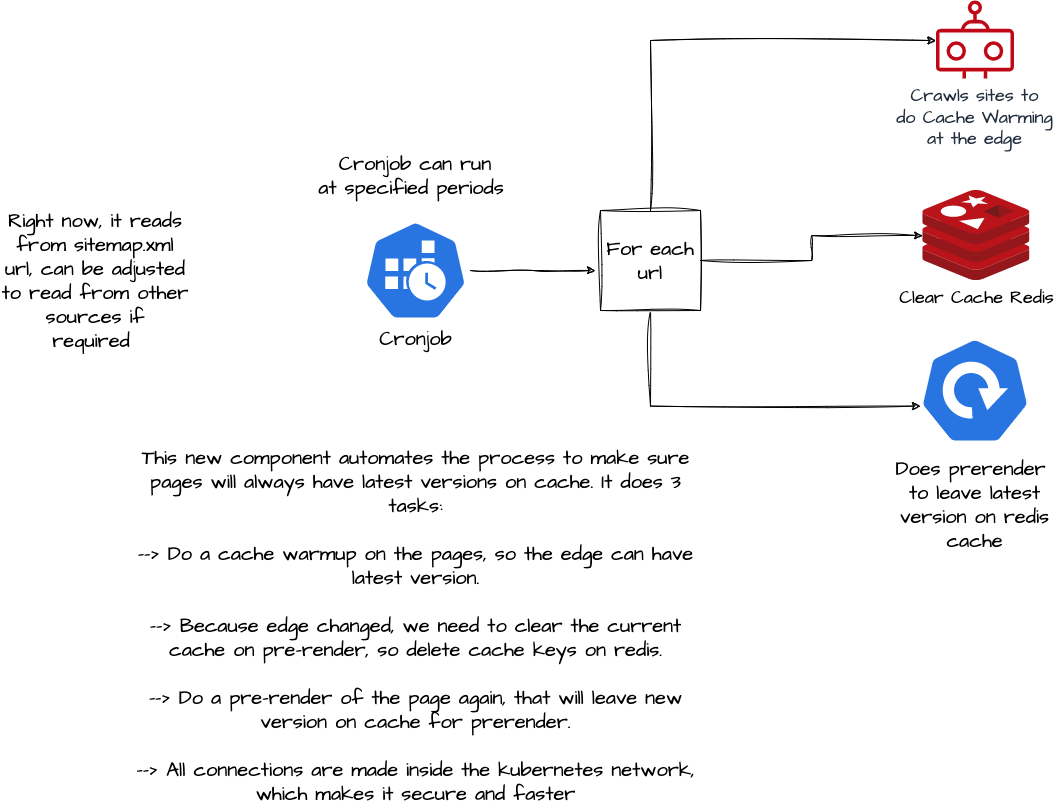 Crawls sites to
do Cache Warming
at the edge
Cronjob can run
at specified periods
Right now, it reads
from sitemap.xml
url, can be adjusted
to read from other
sources if
required
For each
url
Clear Cache Redis
Cronjob
Does prerender
to leave latest
version on redis
cache
This new component automates the process to make sure
pages will always have latest versions on cache. It does 3
tasks:
--> Do a cache warmup on the pages, so the edge can have
latest version.
--> Because edge changed, we need to clear the current
cache on pre-render, so delete cache keys on redis.
--> Do a pre-render of the page again, that will leave new
version on cache for prerender.
--> All connections are made inside the kubernetes network,
which makes it secure and faster